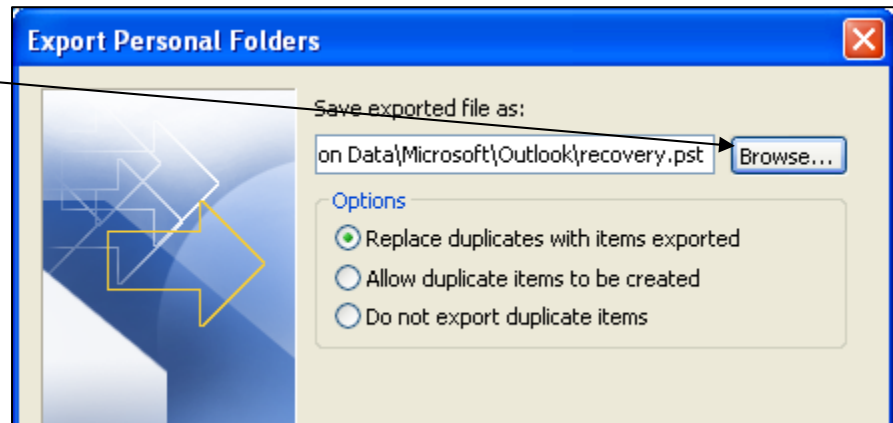 Export Personal Folders
Save exported file as:
on Data\Microsoft\Outlook\recovery.pst Browse...
Options
Replace duplicates with items exported
Allow duplicate items to be created
Do not export duplicate items